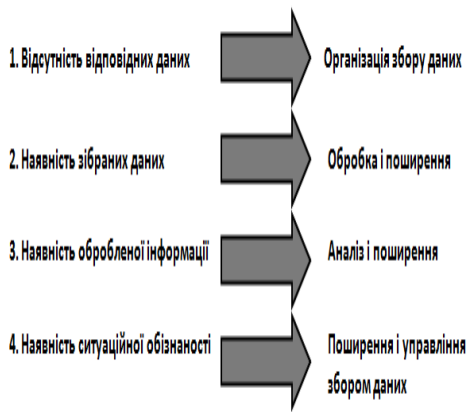 1. Відсутність відповідних даних
Організація збору даних
2. Наявність зібраних даних
Обробка і поширення
3. Наявність обробленої інформації
Аналіз і поширення
4. Наявність ситуаційної обізнаності
Поширення і управління
збором даних